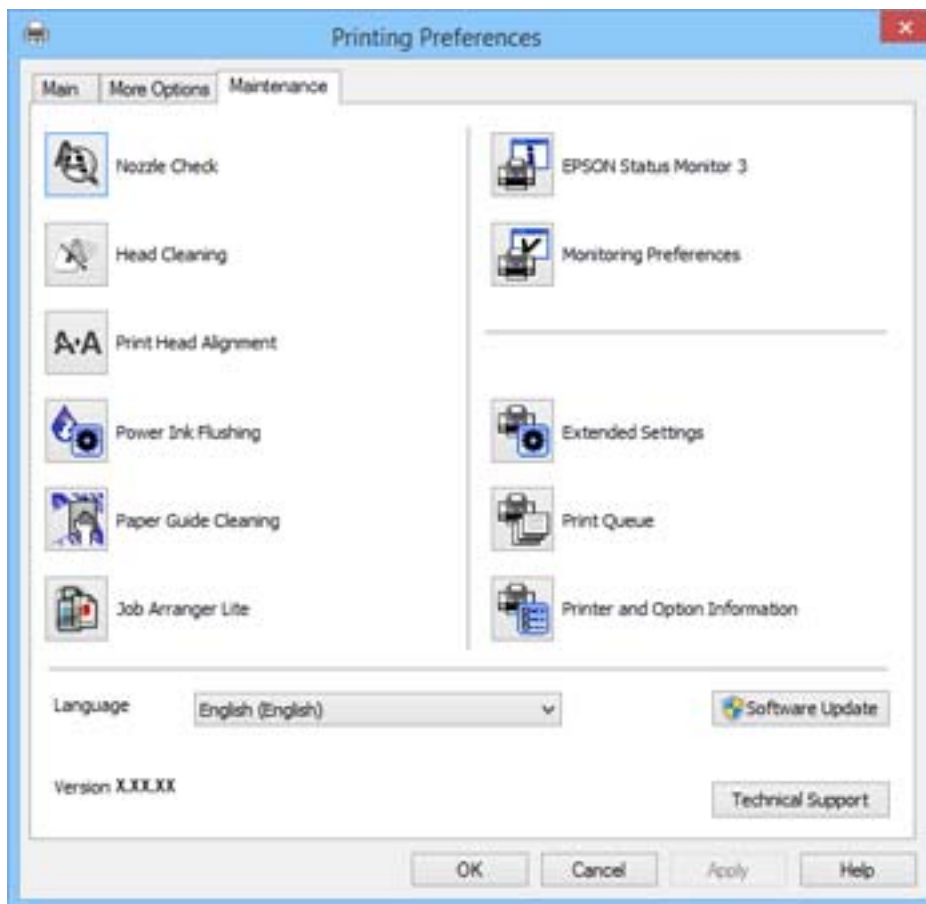 Printing Preferences
Main
More Options
Maintenance
Nozzle Check
Head Cleaning
A·A Print Head Alignment
Power Ink Flushing
Paper Guide Cleaning
Job Arranger Lite
EPSON Status Monitor 3
Monitoring Preferences
Extended Settings
Print Queue
Printer and Option Information
Language
English (English)
Software Update
Version X.XX.XX
Technical Support
OK
Cancel
Apply
Help